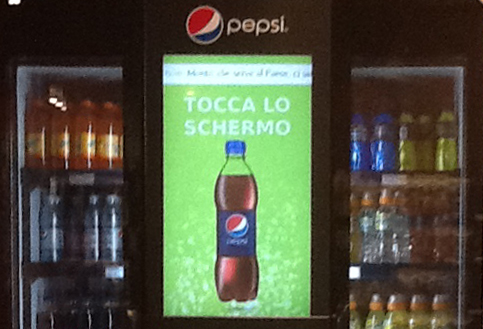 pepsi
TOCCA LO
SCHERMO
pepsi